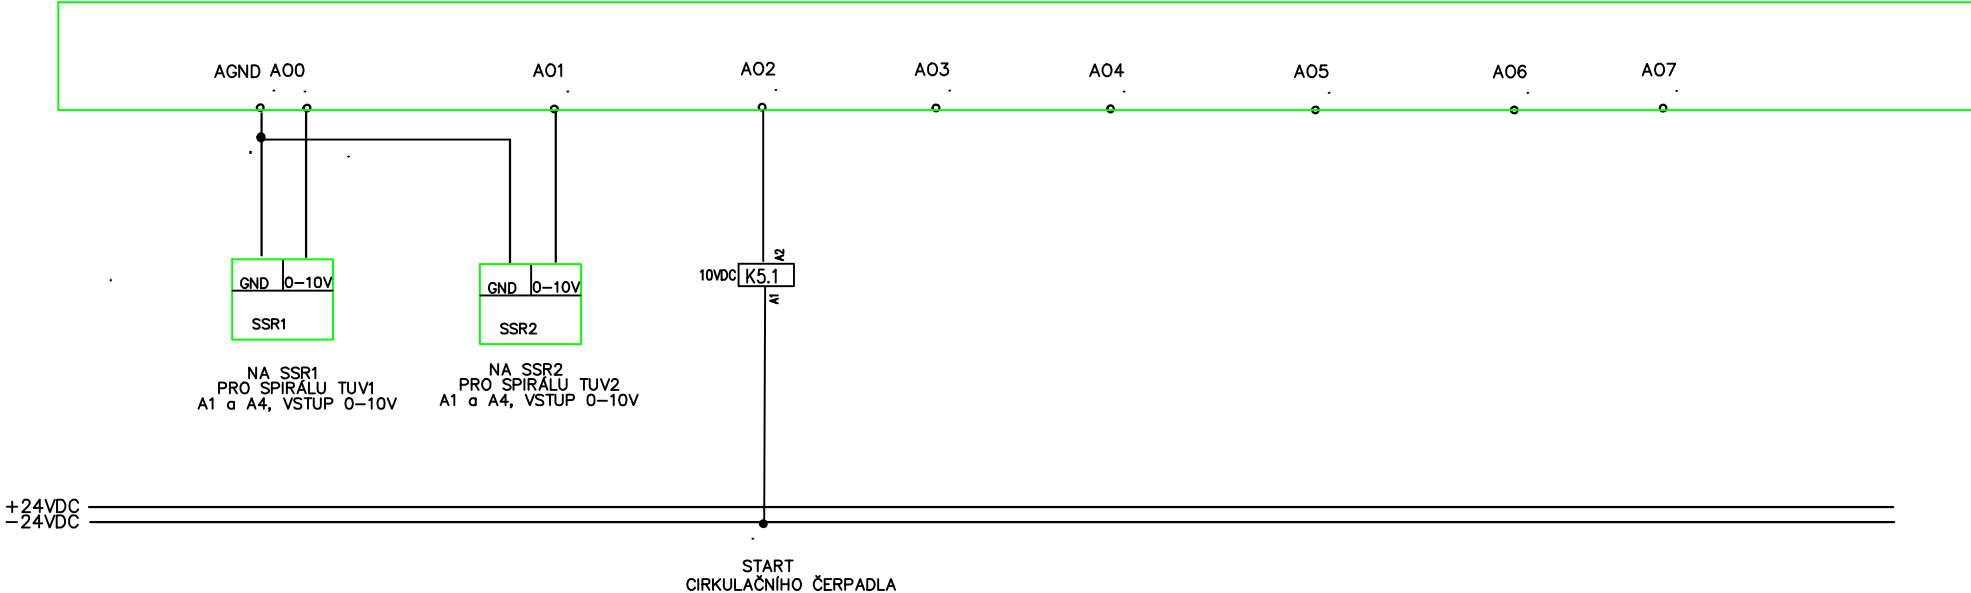 AGND AO0 AO1 AO2 AO3 AO4 AO5 AO6 AO7
A2
10VDC K5.1
A1
GND 0-10V
SSR1
GND 0-10V
SSR2
NA SSR1
PRO SPIRÁLU TUV1
A1 a A4, VSTUP 0-10V
NA SSR2
PRO SPIRÁLU TUV2
A1 a A4, VSTUP 0-10V
+24VDC
-24VDC
START
CIRKULAČNÍHO ČERPADLA